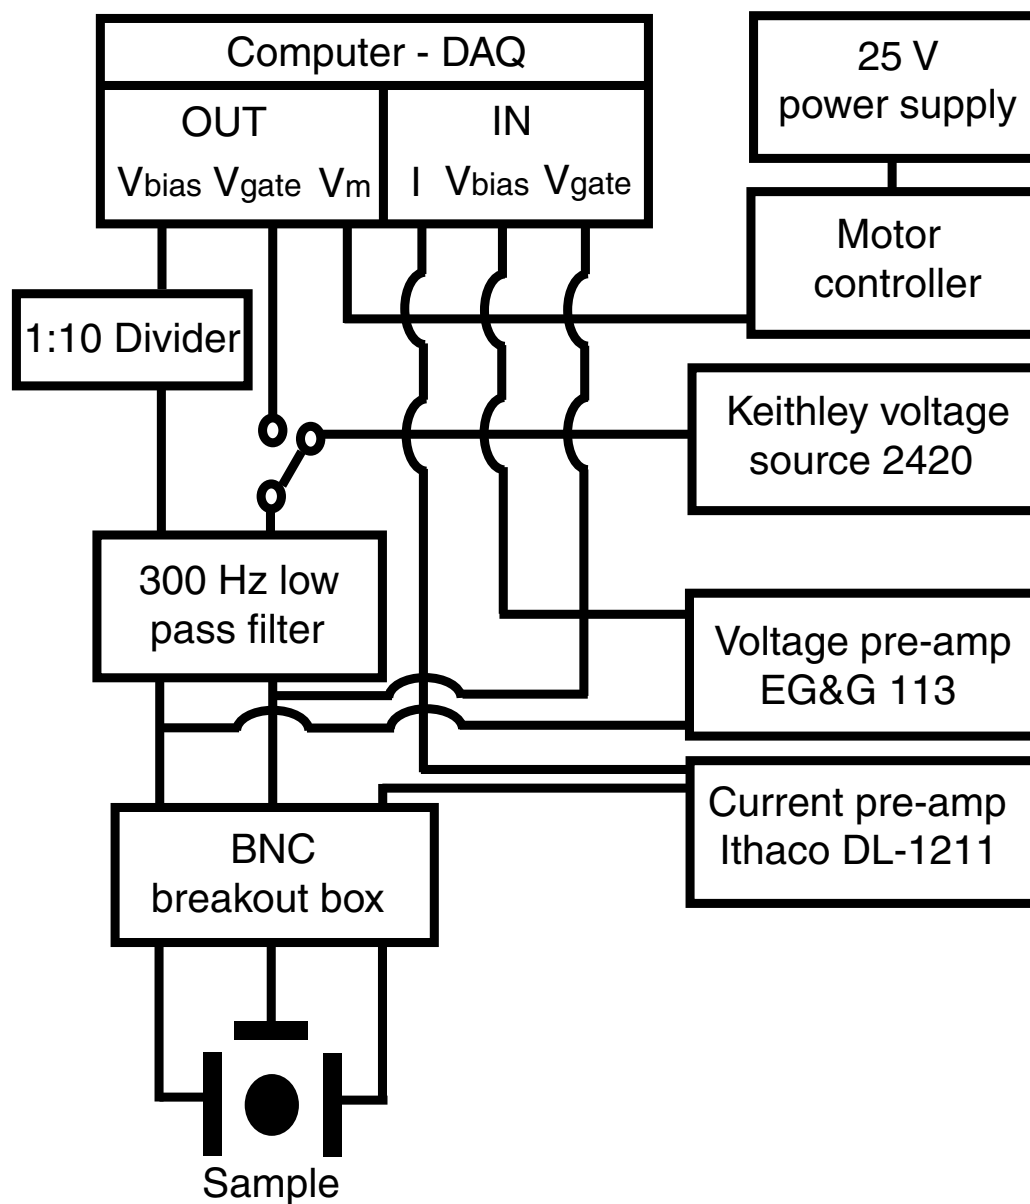 Computer - DAQ
OUT
IN
Vbias Vgate Vm
I Vbias Vgate
25 V
power supply
Motor
controller
1:10 Divider
Keithley voltage
source 2420
300 Hz low
pass filter
Voltage pre-amp
EG&G 113
Current pre-amp
Ithaco DL-1211
BNC
breakout box
Sample